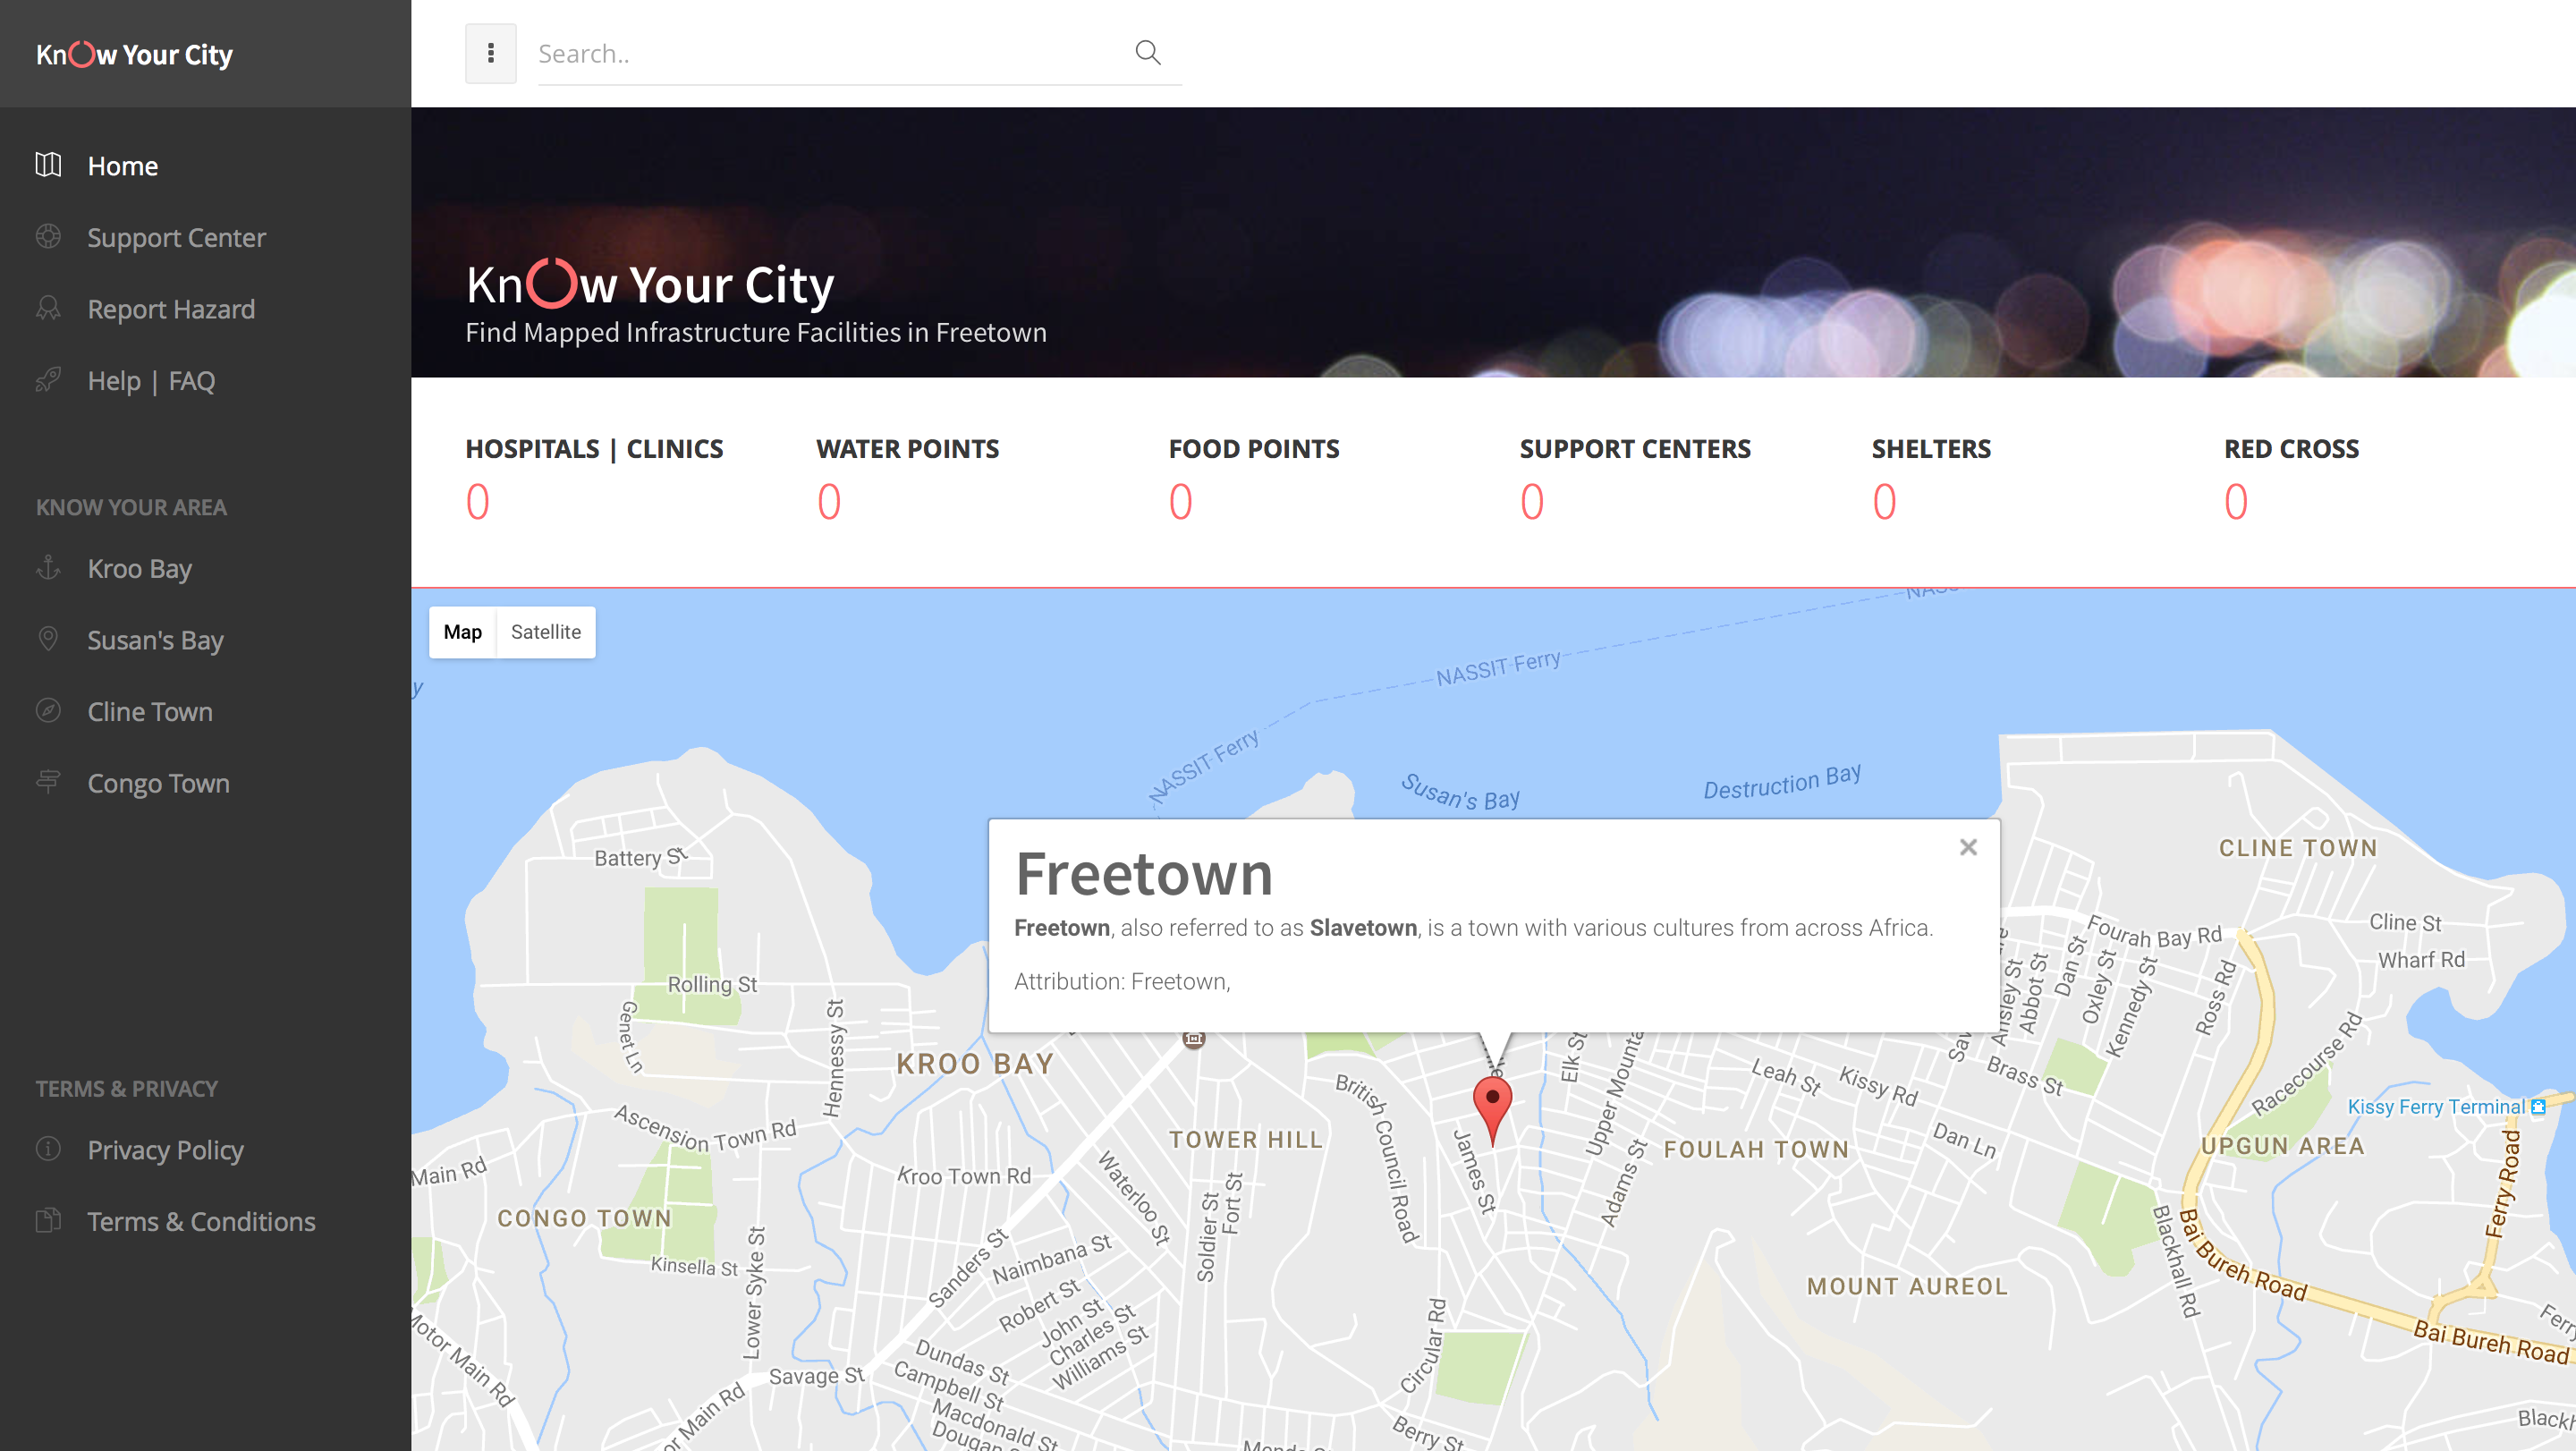 KnOw Your City
Search..
Home
Support Center
Report Hazard
Help | FAQ
KNOW YOUR AREA
Kroo Bay
Susan's Bay
Cline Town
Congo Town
TERMS & PRIVACY
Privacy Policy
Terms & Conditions
KnOw Your City
Find Mapped Infrastructure Facilities in Freetown
HOSPITALS | CLINICS
0
WATER POINTS
0
FOOD POINTS
0
SUPPORT CENTERS
0
SHELTERS
0
RED CROSS
0
Map
Satellite
NASSIT Ferry
NASSIT Ferry
Susan's Bay
Destruction Bay
Freetown
Freetown, also referred to as Slavetown, is a town with various cultures from across Africa.
Attribution: Freetown,
CLINE TOWN
Battery St
Cline St
Fourah Bay Rd
Wharf Rd
Rolling St
Genet Ln
Hennessy St
Abbot St
Dan St
Oxley St
Kennedy St
Ross Rd
Racecourse Rd
KROO BAY
British Council Road
Elk St
Leah St
Kissy Rd
Brass St
Kissy Ferry Terminal
Ascension Town Rd
TOWER HILL
James St
Adams St
FOULAH TOWN
Dan Ln
UPGUN AREA
Main Rd
Kroo Town Rd
Waterloo St
Soldier St
Fort St
CONGO TOWN
Kinsella St
Lower Syke St
Sanders St
Naimbana St
Robert St
John St
Charles St
Williams St
MOUNT AUREOL
Blackhall Rd
Bai Bureh Road
Ferry Road
Bai Bureh Road
Circular Rd
Motor Main Rd
Savage St
Dundas St
Campbell St
Macdonald St
Berry St